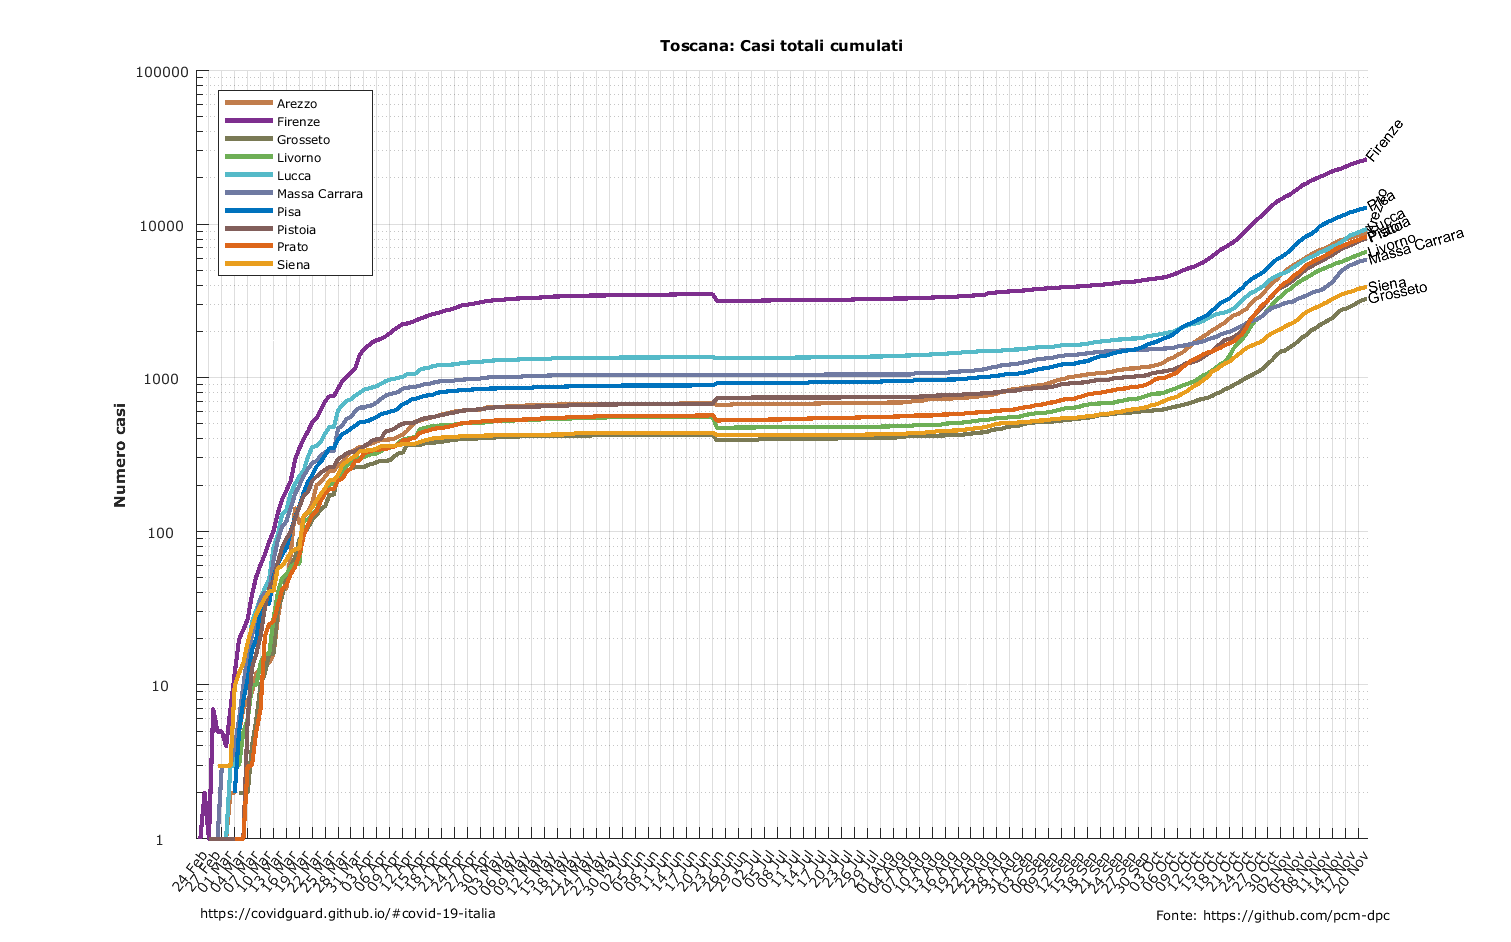 Toscana: Casi totali cumulati
Numero casi
100000
10000
1000
100
10
1
Arezzo
Firenze
Grosseto
Livorno
Lucca
Massa Carrara
Pisa
Pistoia
Prato
Siena
Firenze
Pisa
Lucca
Pistoia
Livorno
Massa Carrara
Siena
Grosseto
24 Feb
27 Feb
01 Mar
04 Mar
07 Mar
10 Mar
13 Mar
16 Mar
19 Mar
22 Mar
25 Mar
28 Mar
31 Mar
03 Apr
06 Apr
09 Apr
12 Apr
15 Apr
18 Apr
21 Apr
24 Apr
27 Apr
30 Apr
03 May
06 May
09 May
12 May
15 May
18 May
21 May
24 May
27 May
30 May
02 Jun
05 Jun
08 Jun
11 Jun
14 Jun
17 Jun
20 Jun
23 Jun
26 Jun
29 Jun
02 Jul
05 Jul
08 Jul
11 Jul
14 Jul
17 Jul
20 Jul
23 Jul
26 Jul
29 Jul
01 Aug
04 Aug
07 Aug
10 Aug
13 Aug
16 Aug
19 Aug
22 Aug
25 Aug
28 Aug
31 Aug
03 Sep
06 Sep
09 Sep
12 Sep
15 Sep
18 Sep
21 Sep
24 Sep
27 Sep
30 Sep
03 Oct
06 Oct
09 Oct
12 Oct
15 Oct
18 Oct
21 Oct
24 Oct
27 Oct
30 Oct
02 Nov
05 Nov
08 Nov
11 Nov
14 Nov
17 Nov
20 Nov
https://covidguard.github.io/#covid-19-italia
Fonte: https://github.com/pcm-dpc